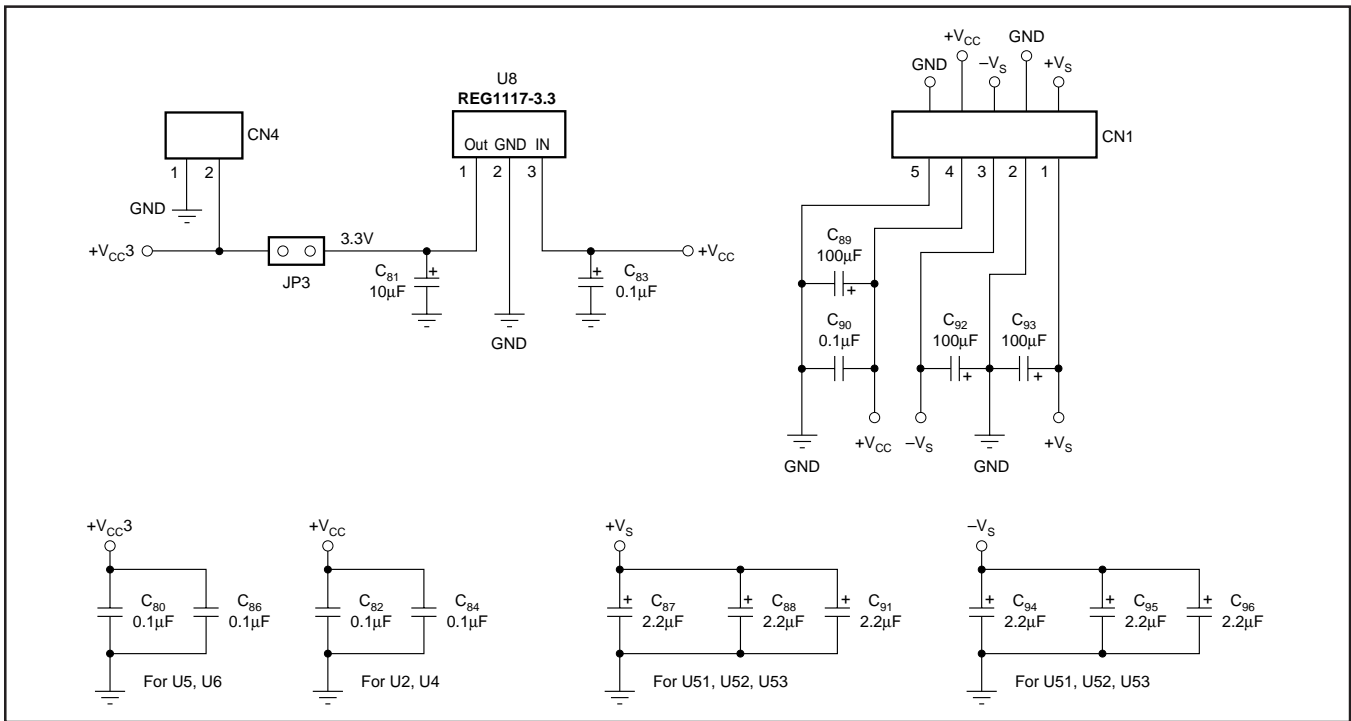 CN4
1 2
GND
+VCC3
JP3
3.3V
U8
REG1117-3.3
Out GND IN
1 2 3
C81
10µF
GND
C83
0.1µF
+VCC
GND
+VCC
–VS
GND
+VS
CN1
5 4 3 2 1
C89
100µF
+
C90
0.1µF
C92
100µF
+
C93
100µF
+
GND
+VCC
–VS
GND
+VS
+VCC3
C80
0.1µF
C86
0.1µF
For U5, U6
+VCC
C82
0.1µF
C84
0.1µF
For U2, U4
+VS
+
C87
2.2µF
+
C88
2.2µF
+
C91
2.2µF
For U51, U52, U53
–VS
+
C94
2.2µF
+
C95
2.2µF
+
C96
2.2µF
For U51, U52, U53